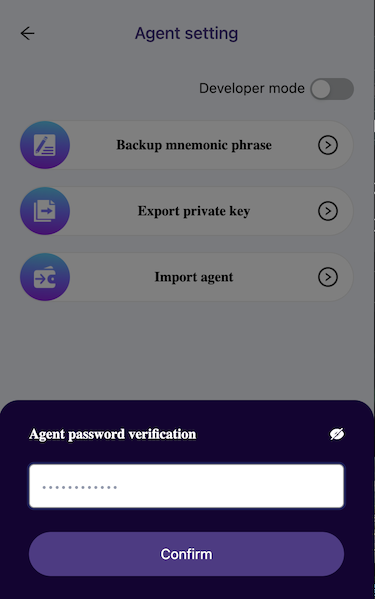 Agent setting
Developer mode
Backup mnemonic phrase
Export private key
Import agent
Agent password verification
············
Confirm